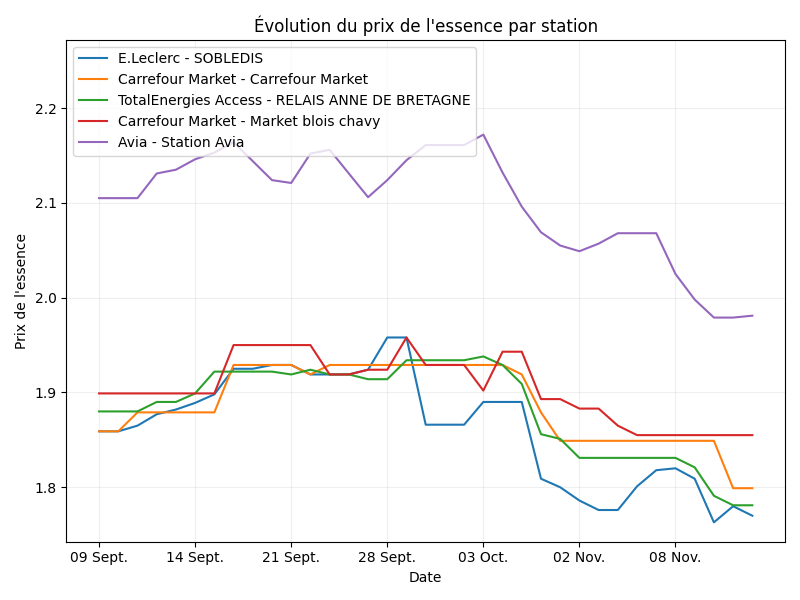 Évolution du prix de l'essence par station
E.Leclerc - SOBLEDIS
Carrefour Market - Carrefour Market
TotalEnergies Access - RELAIS ANNE DE BRETAGNE
Carrefour Market - Market blois chavy
Avia - Station Avia
Prix de l'essence
2.2
2.1
2.0
1.9
1.8
09 Sept.
14 Sept.
21 Sept.
28 Sept.
03 Oct.
02 Nov.
08 Nov.
Date